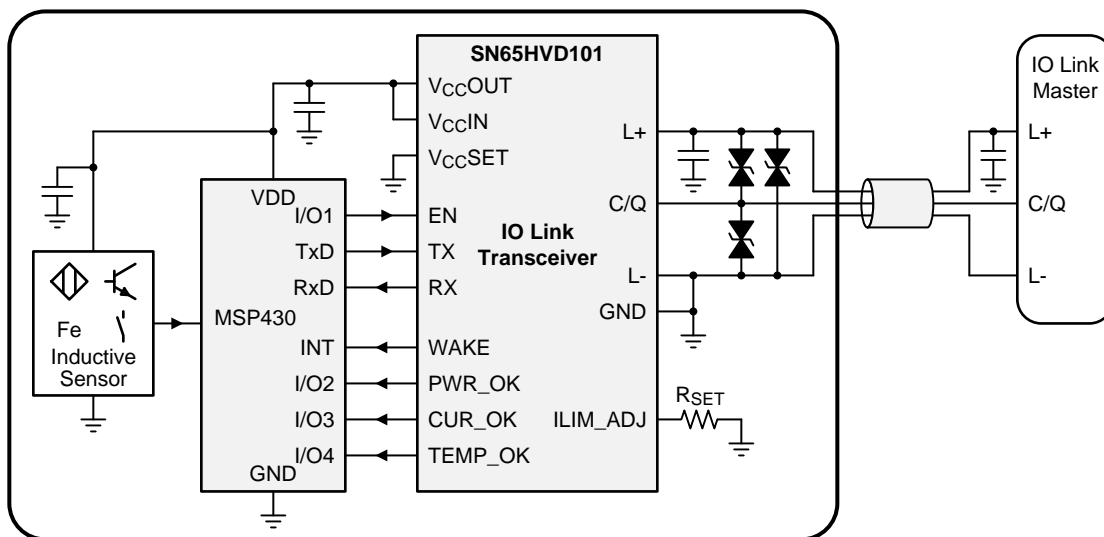 SN65HVD101
VCCOUT
VCCIN
VCCSET
EN
TX
RX
WAKE
PWR_OK
CUR_OK
TEMP_OK
IO Link
Transceiver
L+
C/Q
L-
GND
ILIM_ADJ
RSET
VDD
I/O1
TxD
RxD
MSP430
INT
I/O2
I/O3
I/O4
GND
Fe
Inductive
Sensor
IO Link
Master
L+
C/Q
L-